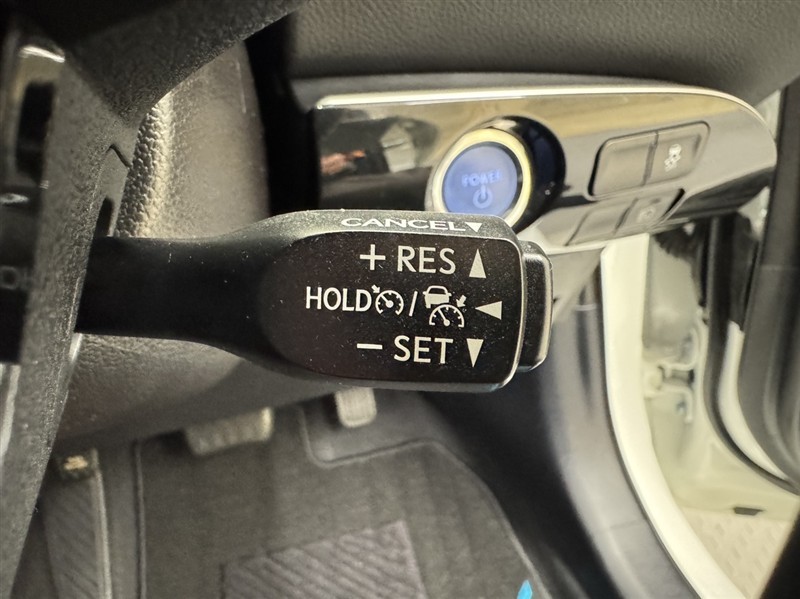 POWER
CANCEL▼
+ RES ▲
HOLD / ◀
− SET ▼